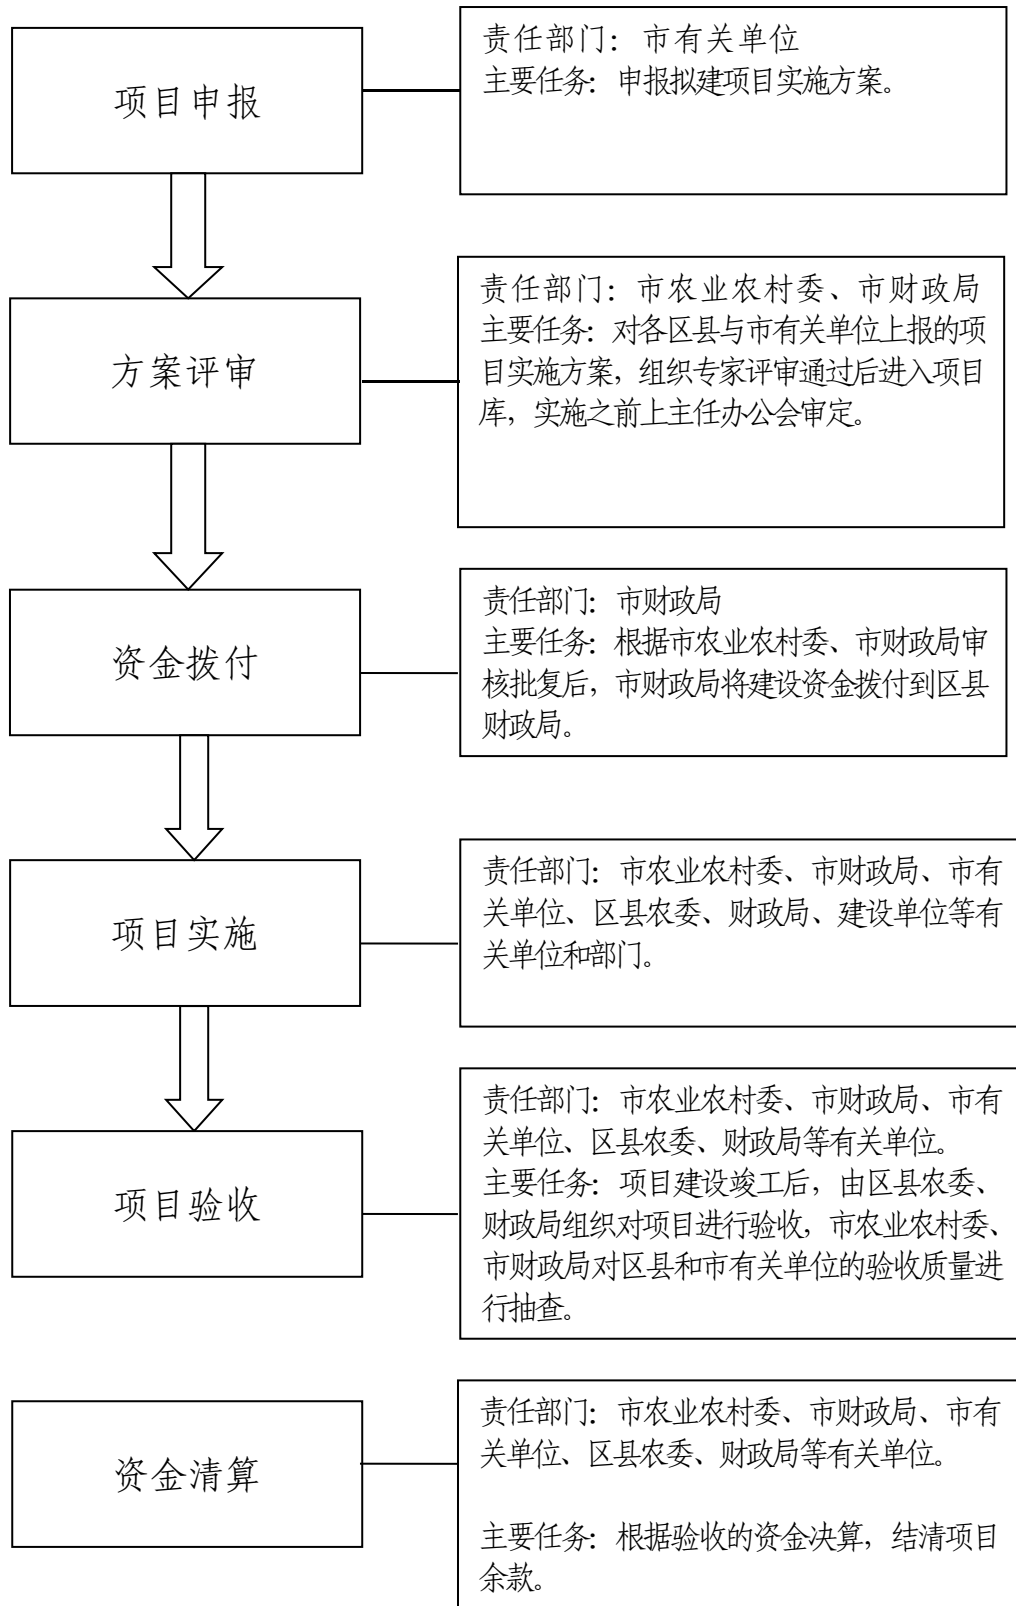 项目申报
责任部门：市有关单位
主要任务：申报拟建项目实施方案。
方案评审
责任部门：市农业农村委、市财政局
主要任务：对各区县与市有关单位上报的项
目实施方案，组织专家评审通过后进入项目
库，实施之前上主任办公会审定。
资金拨付
责任部门：市财政局
主要任务：根据市农业农村委、市财政局审
核批复后，市财政局将建设资金拨付到区县
财政局。
项目实施
责任部门：市农业农村委、市财政局、市有
关单位、区县农委、财政局、建设单位等有
关单位和部门。
项目验收
责任部门：市农业农村委、市财政局、市有
关单位、区县农委、财政局等有关单位。
主要任务：项目建设竣工后，由区县农委、
财政局组织对项目进行验收，市农业农村委、
市财政局对区县和市有关单位的验收质量进
行抽查。
资金清算
责任部门：市农业农村委、市财政局、市有
关单位、区县农委、财政局等有关单位。
主要任务：根据验收的资金决算，结清项目
余款。